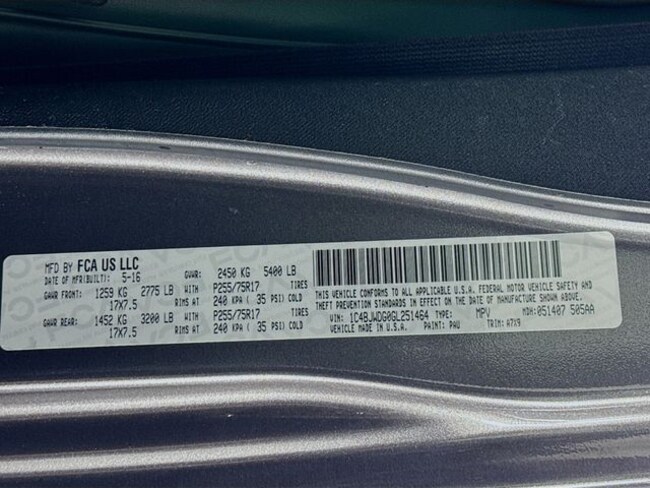 MFD BY FCA US LLC
DATE OF MFR(BUILT): 5-16 GVWR: 2450 KG 5400 LB
GAWR FRONT: 1259 KG 2775 LB WITH P255/75R17 TIRES
17X7.5 RIMS AT 240 KPA ( 35 PSI) COLD
GAWR REAR: 1452 KG 3200 LB WITH P255/75R17 TIRES
17X7.5 RIMS AT 240 KPA ( 35 PSI) COLD
THIS VEHICLE CONFORMS TO ALL APPLICABLE U.S.A. FEDERAL MOTOR VEHICLE SAFETY AND
THEFT PREVENTION STANDARDS IN EFFECT ON THE DATE OF MANUFACTURE SHOWN ABOVE.
VIN: 1C4BJWDG0GL251464 TYPE: MPV MDH:051407 505AA
VEHICLE MADE IN U.S.A. PAINT: PAU TRIM: A7X9